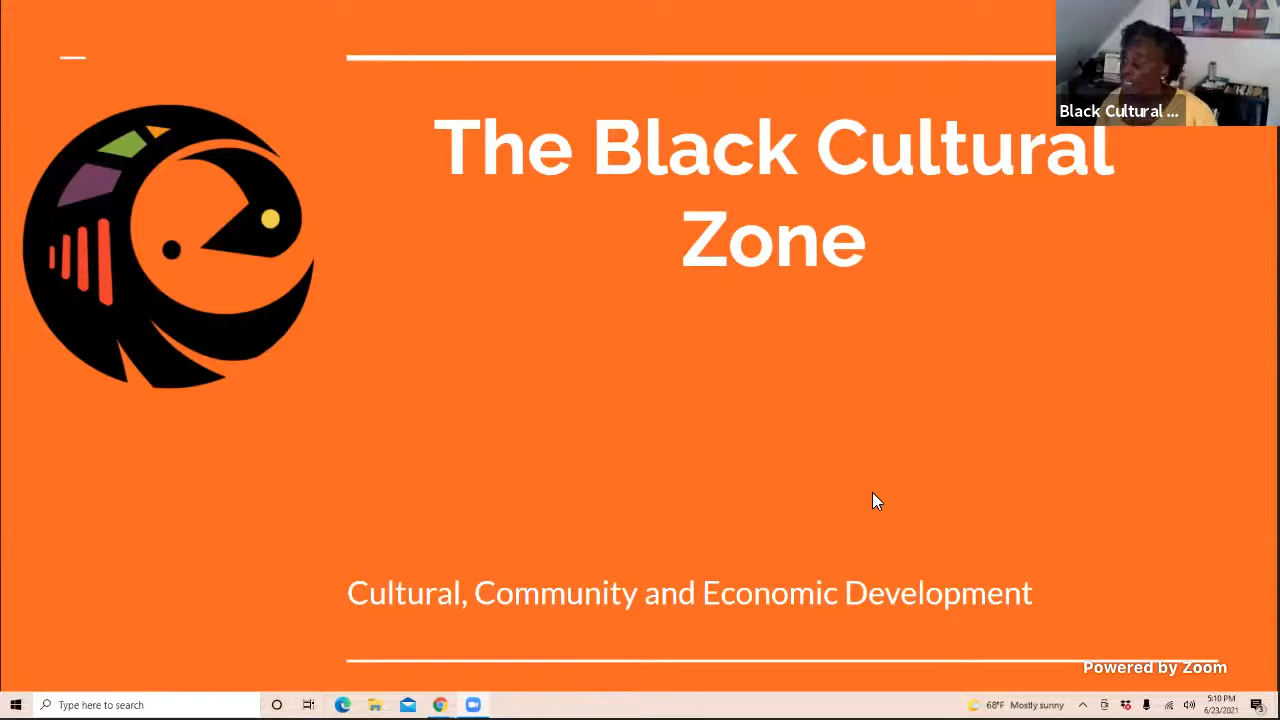 Black Cultural ...
The Black Cultural
Zone
Cultural, Community and Economic Development
Powered by Zoom
Type here to search
68°F Mostly sunny
5:10 PM
6/23/2021
3